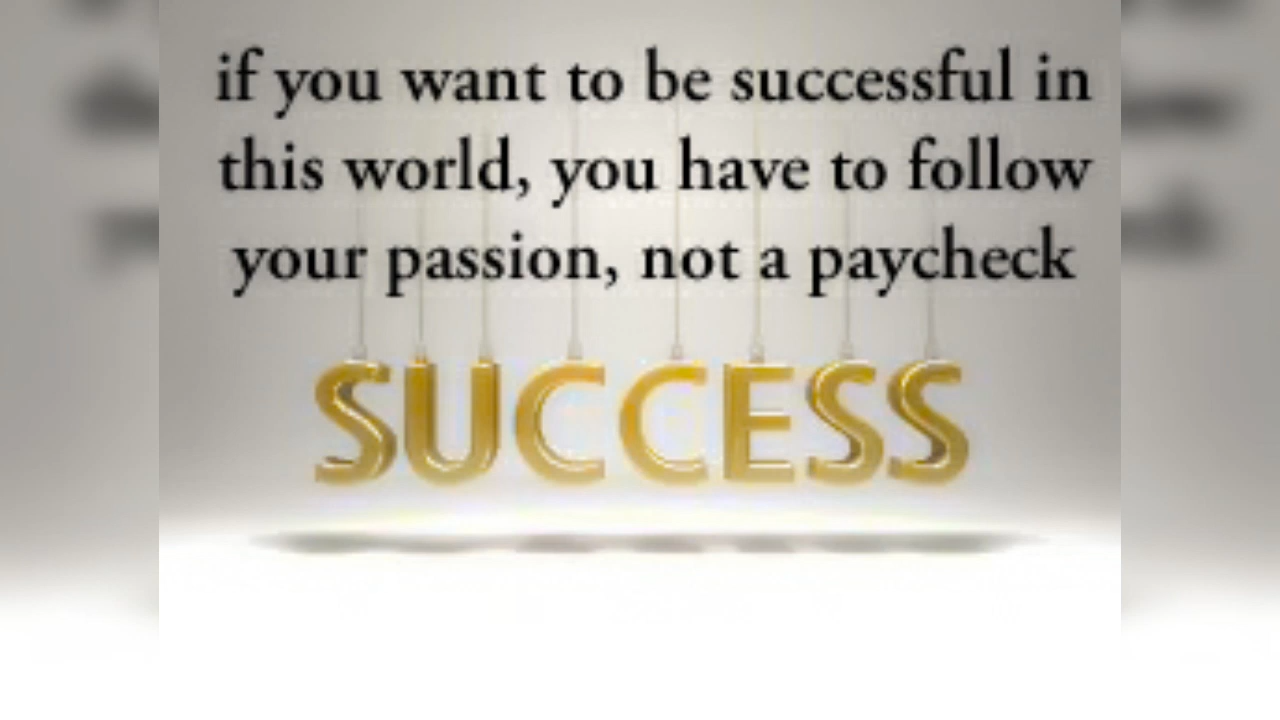 if you want to be successful in
this world, you have to follow
your passion, not a paycheck
SUCCESS